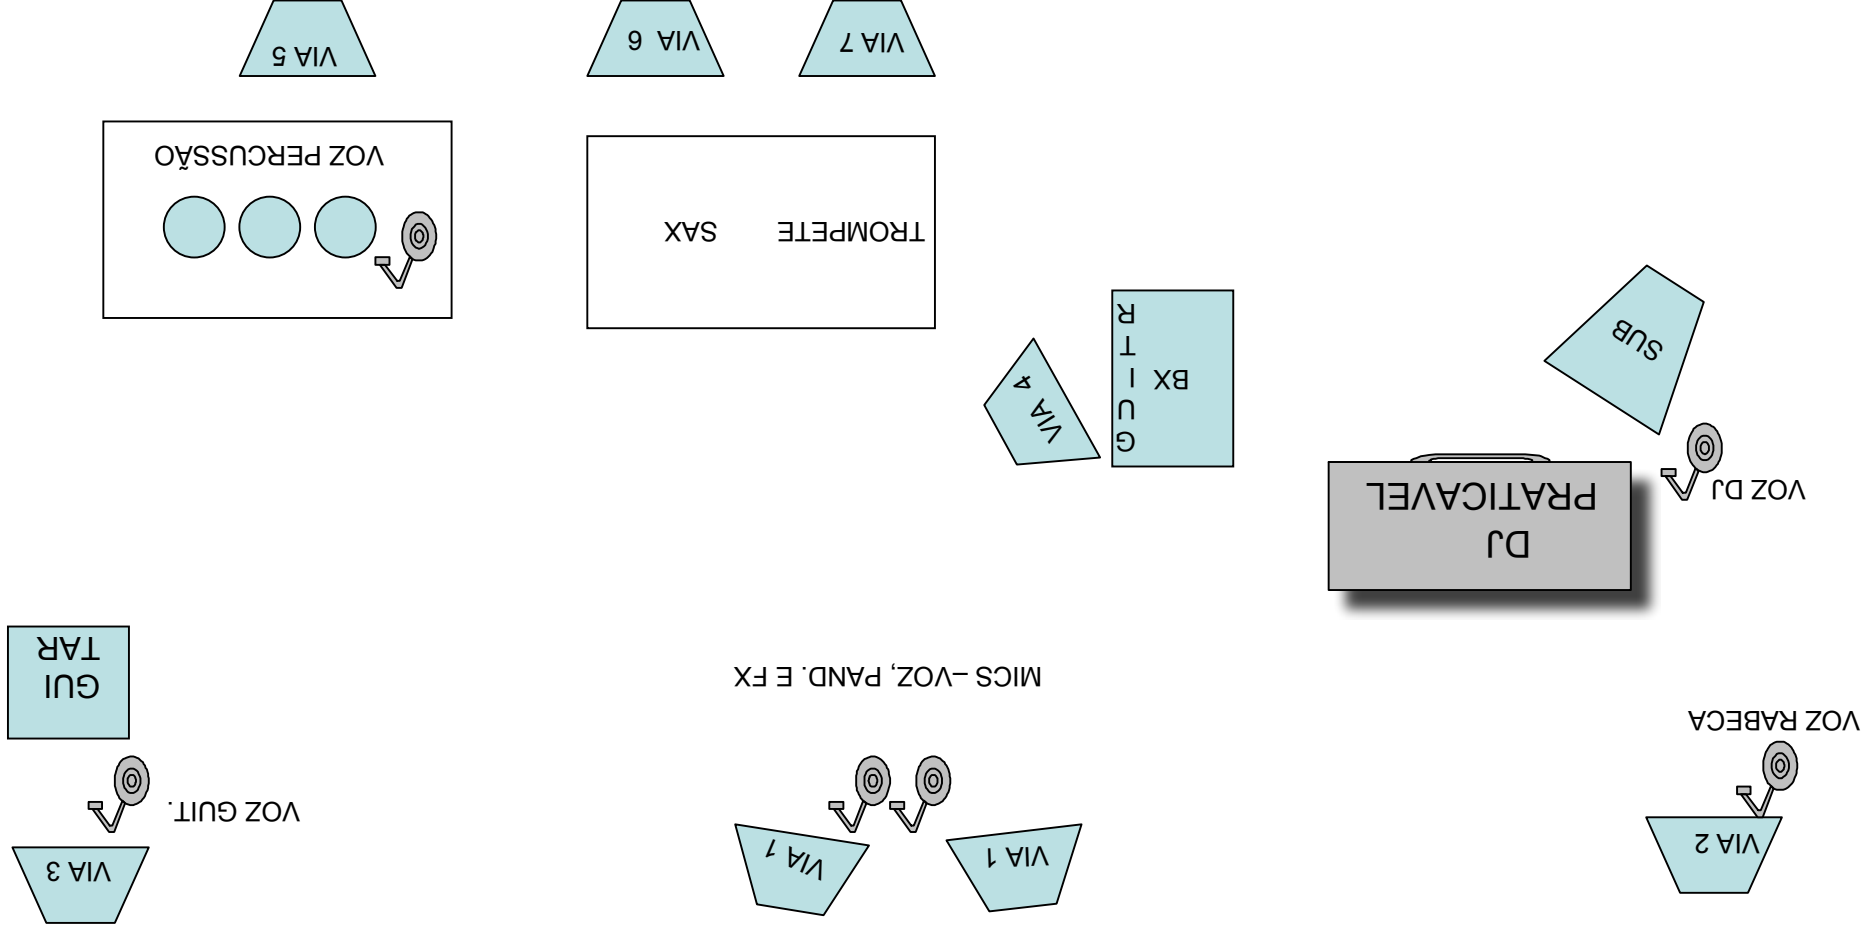 VIA 2
VIA 1
VIA 1
VIA 3
VOZ GUIT.
VOZ RABECA
MICS –VOZ, PAND. E FX
GUI
TAR
DJ
PRATICAVEL
VOZ DJ
SUB
BX
G
U
I
T
R
VIA 4
TROMPETE SAX
VOZ PERCUSSÃO
VIA 7
VIA 6
VIA 5